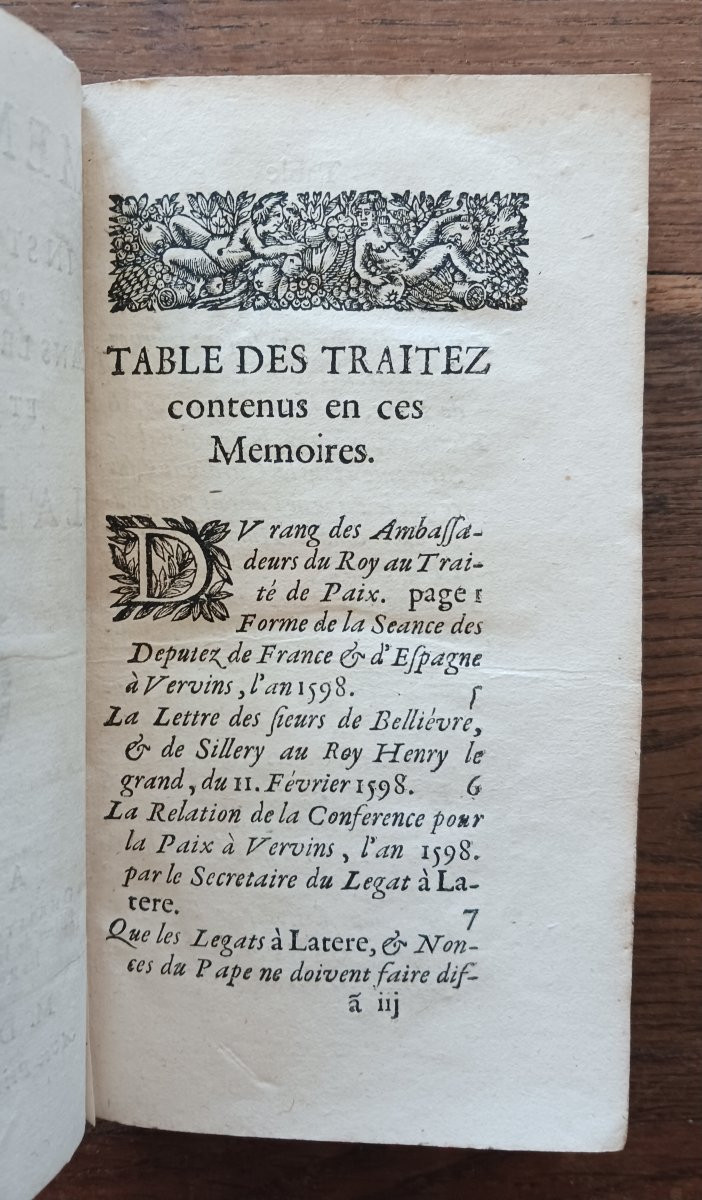 TABLE DES TRAITEZ
contenus en ces
Memoires.
DV rang des Ambaſſa-
deurs du Roy au Trai-
té de Paix. page 1
Forme de la Seance des
Deputez de France & d'Eſpagne
à Vervins, l'an 1598. 5
La Lettre des ſieurs de Belliévre,
& de Sillery au Roy Henry le
grand, du 11. Février 1598. 6
La Relation de la Conference pour
la Paix à Vervins, l'an 1598.
par le Secretaire du Legat à La-
tere. 7
Que les Legats à Latere, & Non-
ces du Pape ne doivent faire dif-
ã iij